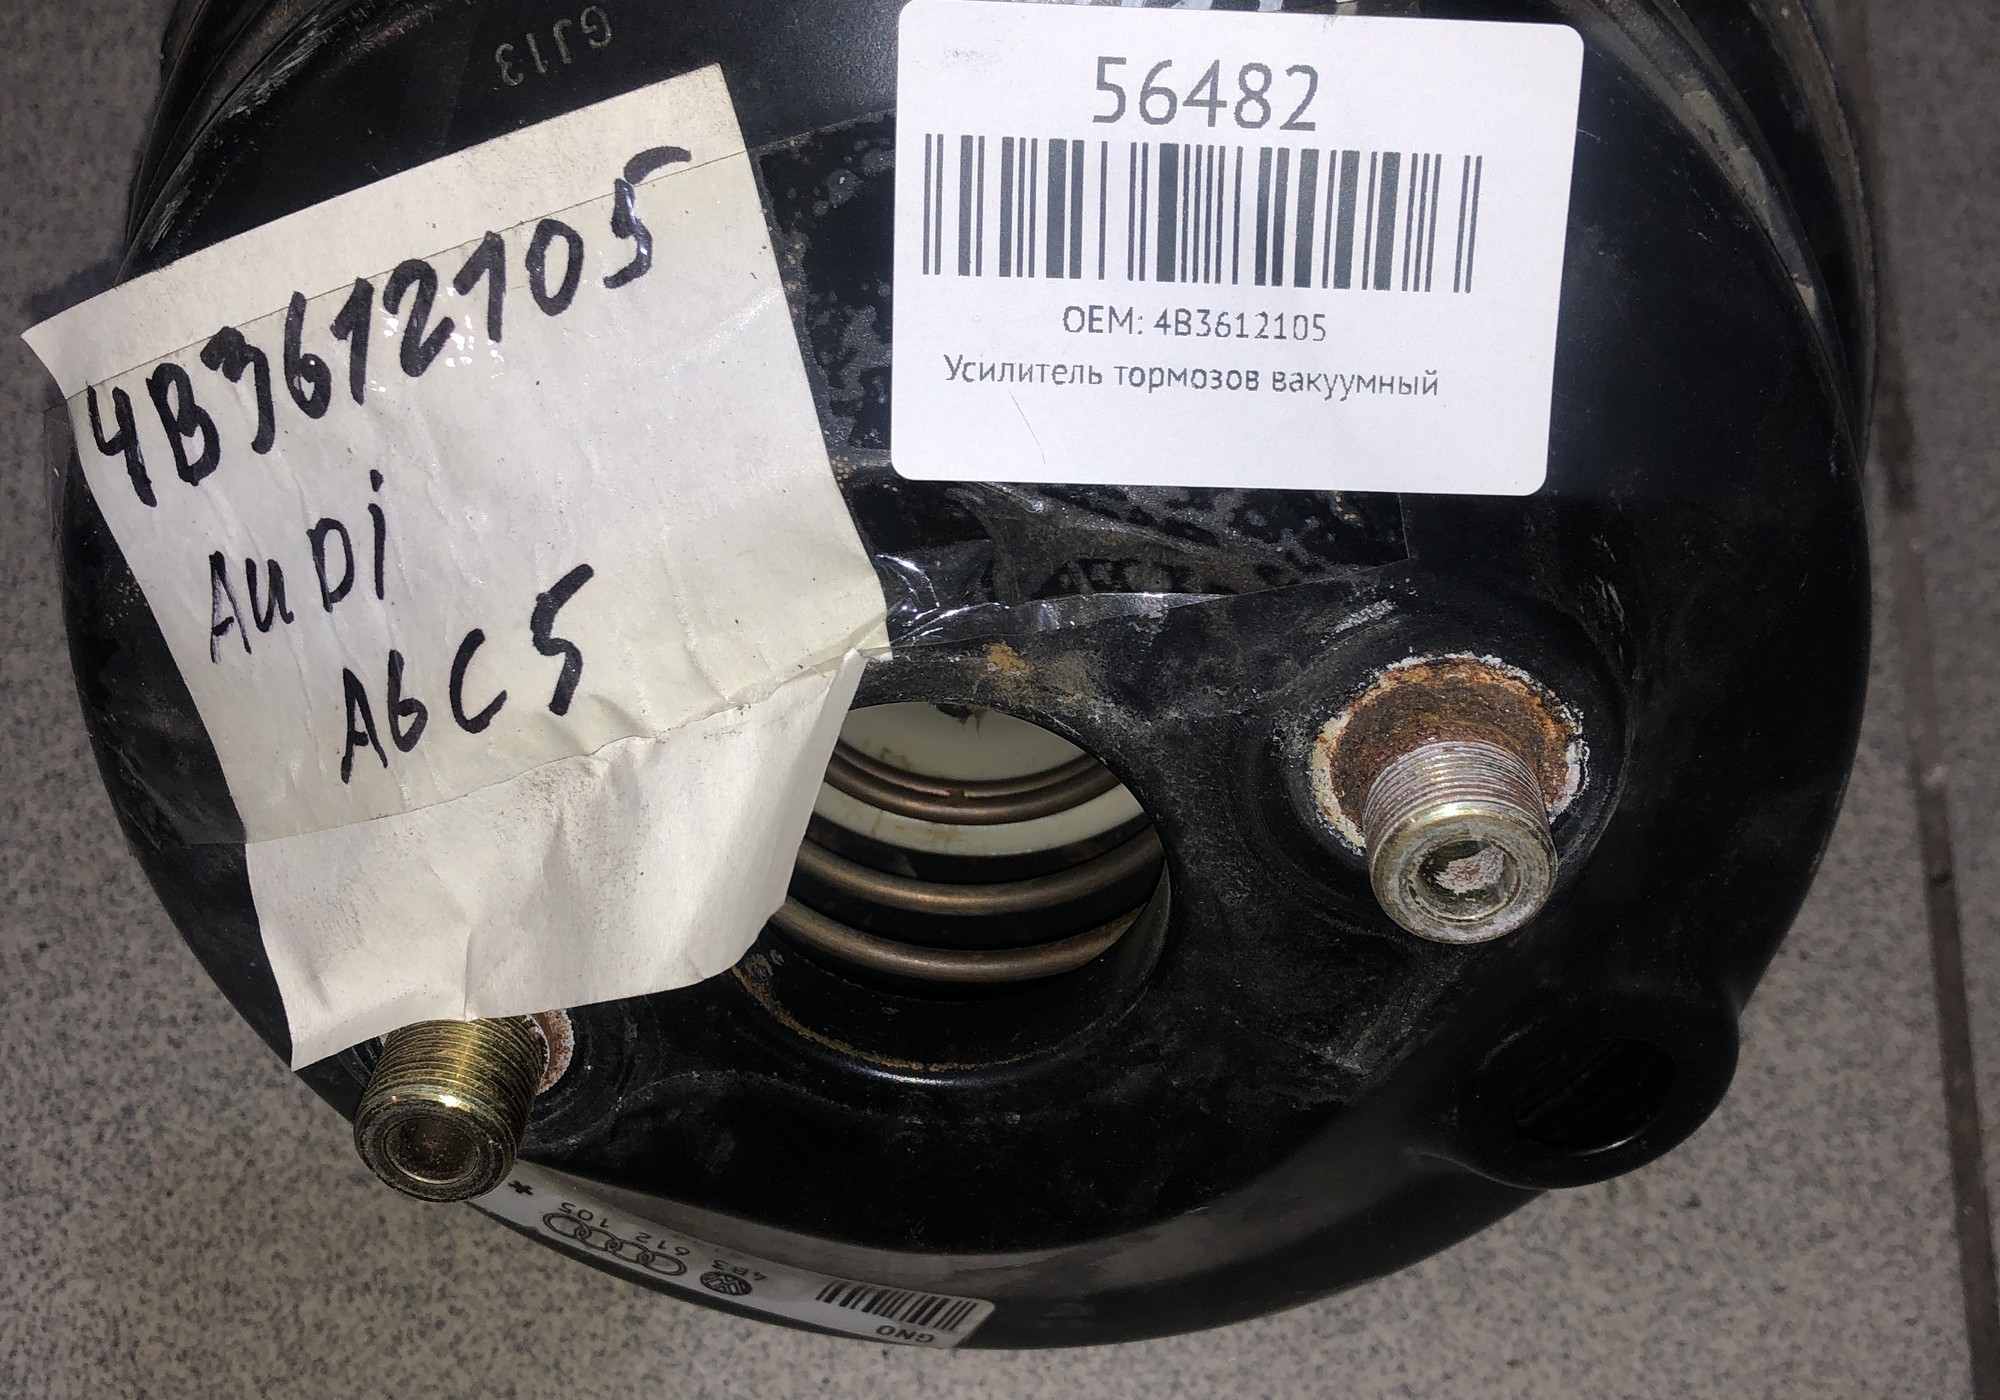 GJ13
56482
OEM: 4B3612105
Усилитель тормозов вакуумный
4B3612105
AuDi
A6C5
4B3 612 105
*
GNO